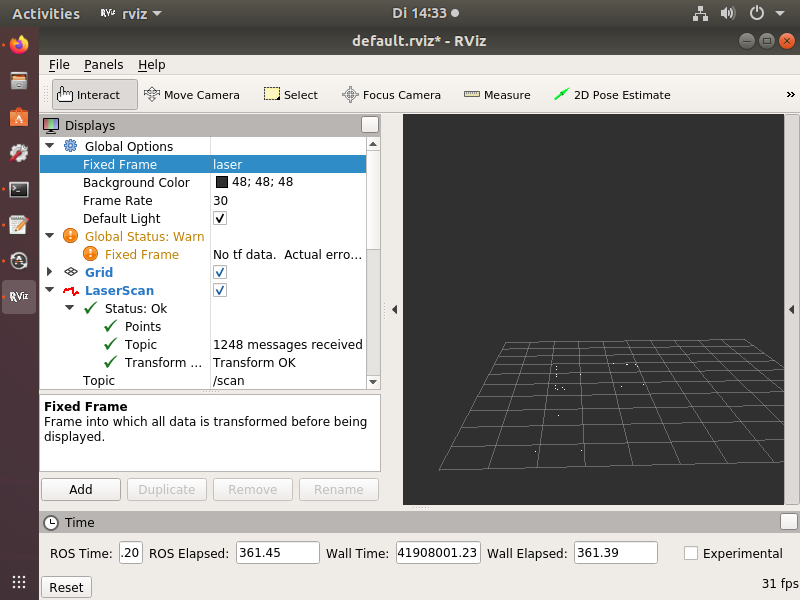 Activities RViz rviz Di 14:33
default.rviz* - RViz
File Panels Help
Interact Move Camera Select Focus Camera Measure 2D Pose Estimate »
Displays
Global Options
Fixed Frame laser
Background Color 48; 48; 48
Frame Rate 30
Default Light
Global Status: Warn
Fixed Frame No tf data.  Actual erro...
Grid
LaserScan
Status: Ok
Points
Topic 1248 messages received
Transform ... Transform OK
Topic /scan
RViz
Fixed Frame
Frame into which all data is transformed before being
displayed.
Add Duplicate Remove Rename
Time
ROS Time: .20 ROS Elapsed: 361.45 Wall Time: 41908001.23 Wall Elapsed: 361.39 Experimental
Reset 31 fps